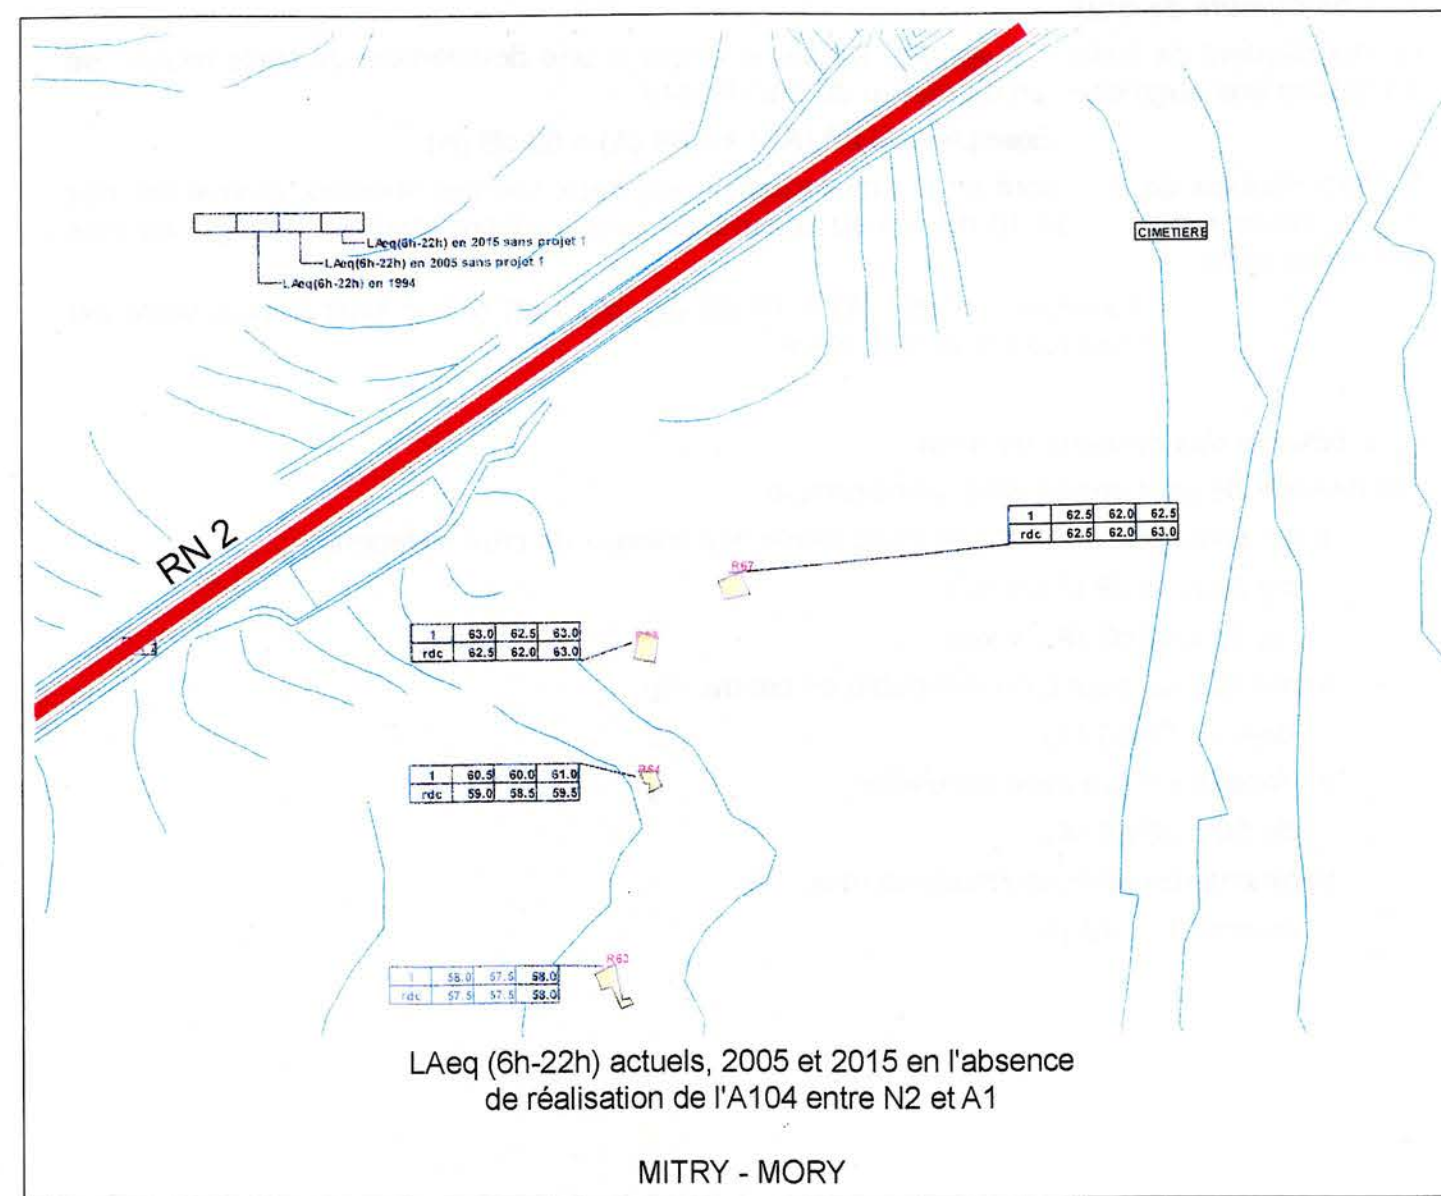 LAeq(6h-22h) en 2015 sans projet !
LAeq(6h-22h) en 2005 sans projet !
LAeq(6h-22h) en 1994
CIMETIERE
RN 2
1 62.5 62.0 62.5
rdc 62.5 62.0 63.0
R67
1 63.0 62.5 63.0
rdc 62.5 62.0 63.0
1 60.5 60.0 61.0
rdc 59.0 58.5 59.5
R64
R63
1 58.0 57.5 58.0
rdc 57.5 57.5 58.0
LAeq (6h-22h) actuels, 2005 et 2015 en l'absence
de réalisation de l'A104 entre N2 et A1
MITRY - MORY